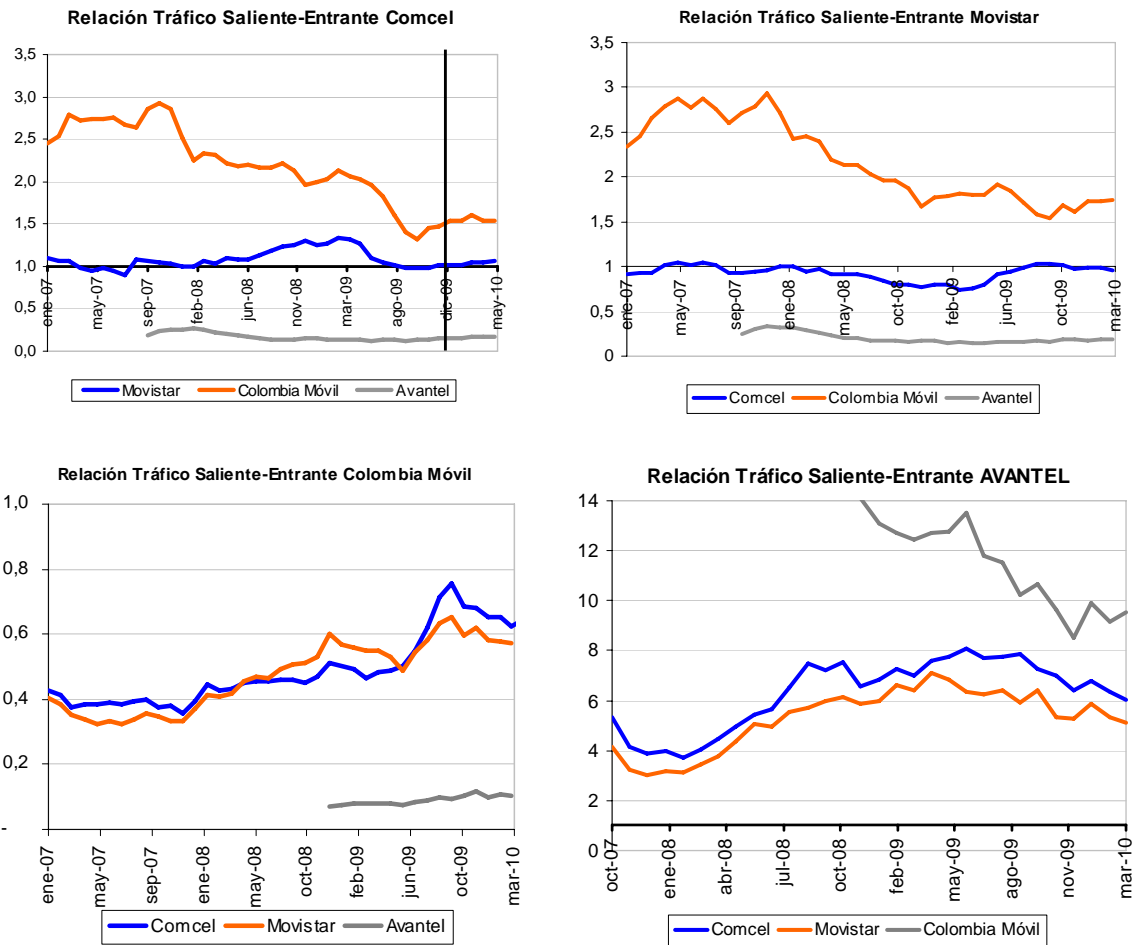 Relación Tráfico Saliente-Entrante Comcel
3,5
3,0
2,5
2,0
1,5
1,0
0,5
0,0
ene-07
may-07
sep-07
feb-08
jun-08
nov-08
mar-09
ago-09
dic-09
may-10
Movistar Colombia Móvil Avantel
Relación Tráfico Saliente-Entrante Movistar
3,5
3
2,5
2
1,5
1
0,5
0
ene-07
may-07
sep-07
ene-08
may-08
oct-08
feb-09
jun-09
oct-09
mar-10
Comcel Colombia Móvil Avantel
Relación Tráfico Saliente-Entrante Colombia Móvil
1,0
0,8
0,6
0,4
0,2
-
ene-07
may-07
sep-07
ene-08
may-08
oct-08
feb-09
jun-09
oct-09
mar-10
Comcel Movistar Avantel
Relación Tráfico Saliente-Entrante AVANTEL
14
12
10
8
6
4
2
0
oct-07
ene-08
abr-08
jul-08
oct-08
feb-09
may-09
ago-09
nov-09
mar-10
Comcel Movistar Colombia Móvil